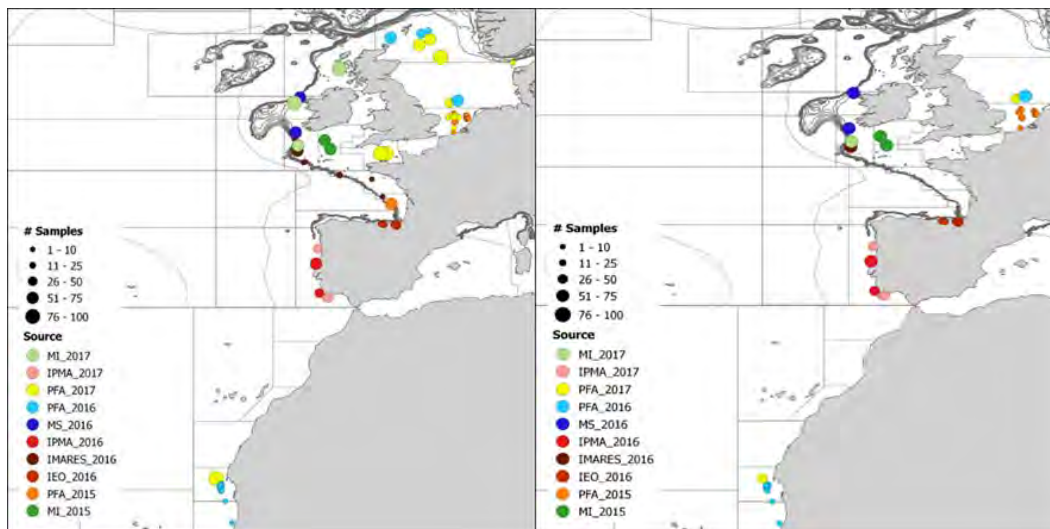 # Samples
1 - 10
11 - 25
26 - 50
51 - 75
76 - 100
Source
MI_2017
IPMA_2017
PFA_2017
PFA_2016
MS_2016
IPMA_2016
IMARES_2016
IEO_2016
PFA_2015
MI_2015
# Samples
1 - 10
11 - 25
26 - 50
51 - 75
76 - 100
Source
MI_2017
IPMA_2017
PFA_2017
PFA_2016
MS_2016
IPMA_2016
IMARES_2016
IEO_2016
PFA_2015
MI_2015